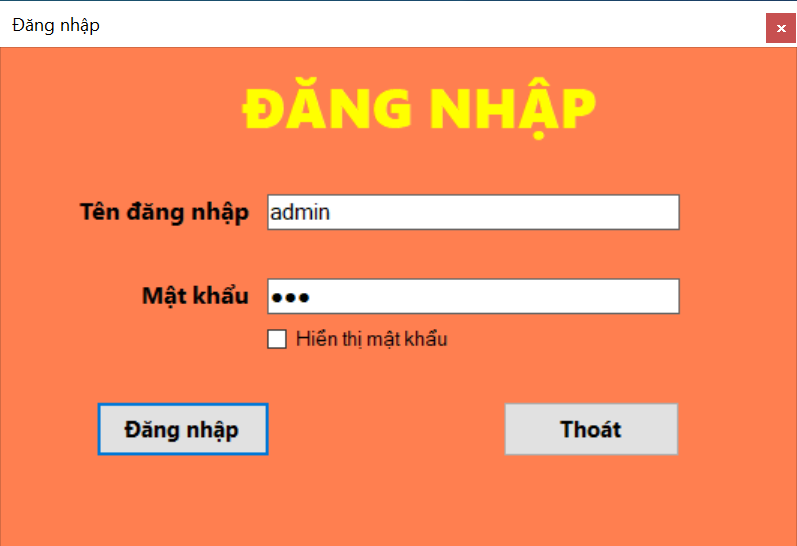 Đăng nhập
ĐĂNG NHẬP
Tên đăng nhập admin
Mật khẩu ●●●
Hiển thị mật khẩu
Đăng nhập Thoát